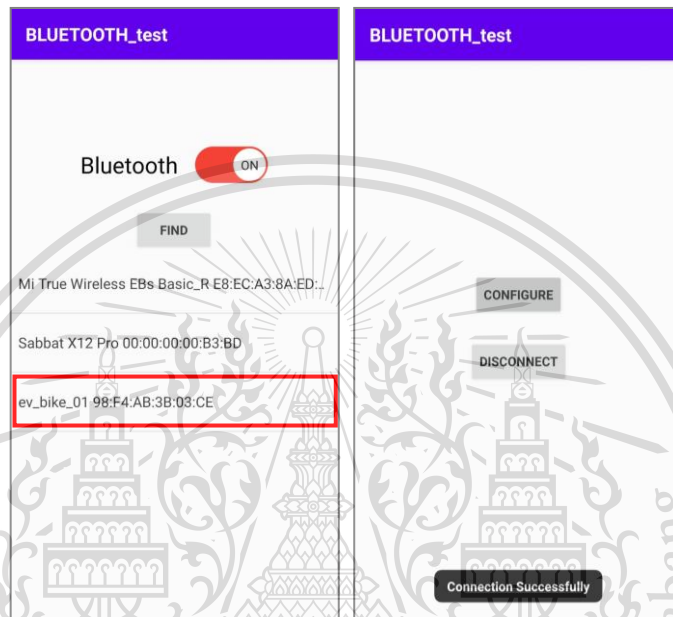 BLUETOOTH_test
Bluetooth ON
FIND
Mi True Wireless EBs Basic_R E8:EC:A3:8A:ED:..
Sabbat X12 Pro 00:00:00:00:B3:BD
ev_bike_01 98:F4:AB:3B:03:CE
BLUETOOTH_test
CONFIGURE
DISCONNECT
Connection Successfully